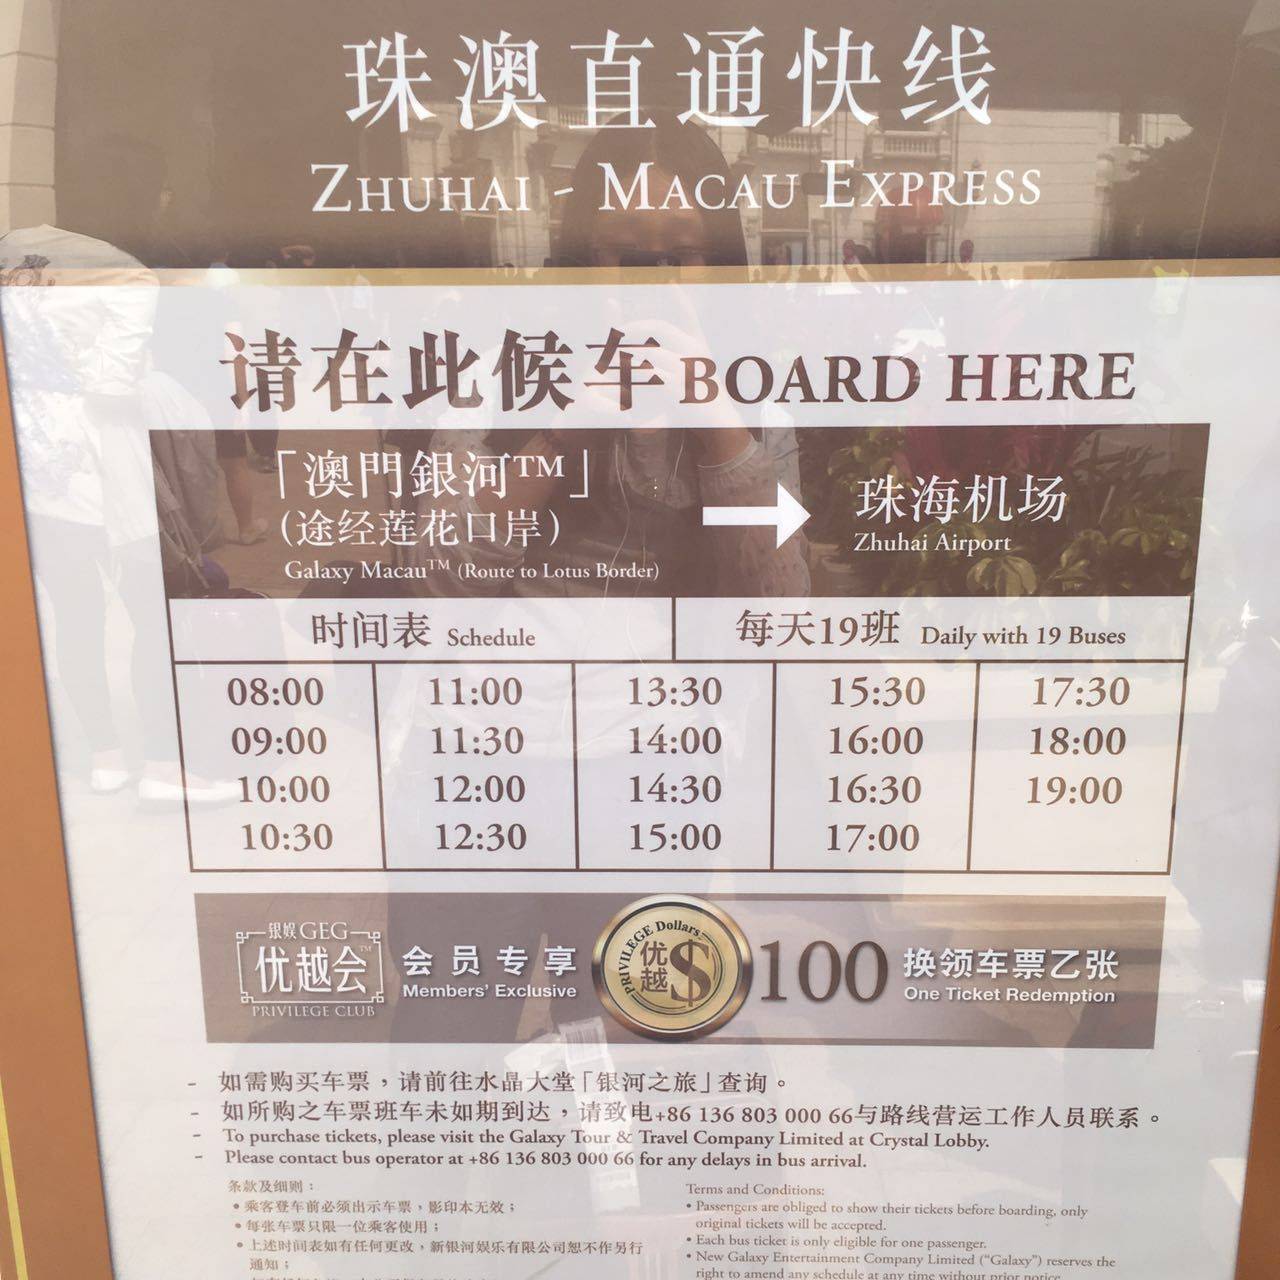 珠澳直通快线
ZHUHAI - MACAU EXPRESS
请在此候车 BOARD HERE
「澳門銀河™」
(途经莲花口岸)
Galaxy Macau™ (Route to Lotus Border)
珠海机场
Zhuhai Airport
时间表 Schedule
每天19班 Daily with 19 Buses
08:00 11:00 13:30 15:30 17:30
09:00 11:30 14:00 16:00 18:00
10:00 12:00 14:30 16:30 19:00
10:30 12:30 15:00 17:00
银娱 GEG
优越会™
PRIVILEGE CLUB
会员专享
Members' Exclusive
PRIVILEGE Dollars
优越 $
100
换领车票乙张
One Ticket Redemption
- 如需购买车票，请前往水晶大堂「银河之旅」查询。
- 如所购之车票班车未如期到达，请致电+86 136 803 000 66与路线营运工作人员联系。
- To purchase tickets, please visit the Galaxy Tour & Travel Company Limited at Crystal Lobby.
- Please contact bus operator at +86 136 803 000 66 for any delays in bus arrival.
条款及细则：
• 乘客登车前必须出示车票，影印本无效；
• 每张车票只限一位乘客使用；
• 上述时间表如有任何更改，新银河娱乐有限公司恕不作另行
通知；
Terms and Conditions:
• Passengers are obliged to show their tickets before boarding, only
original tickets will be accepted.
• Each bus ticket is only eligible for one passenger.
• New Galaxy Entertainment Company Limited ("Galaxy") reserves the
right to amend any schedule at any time without prior notice.